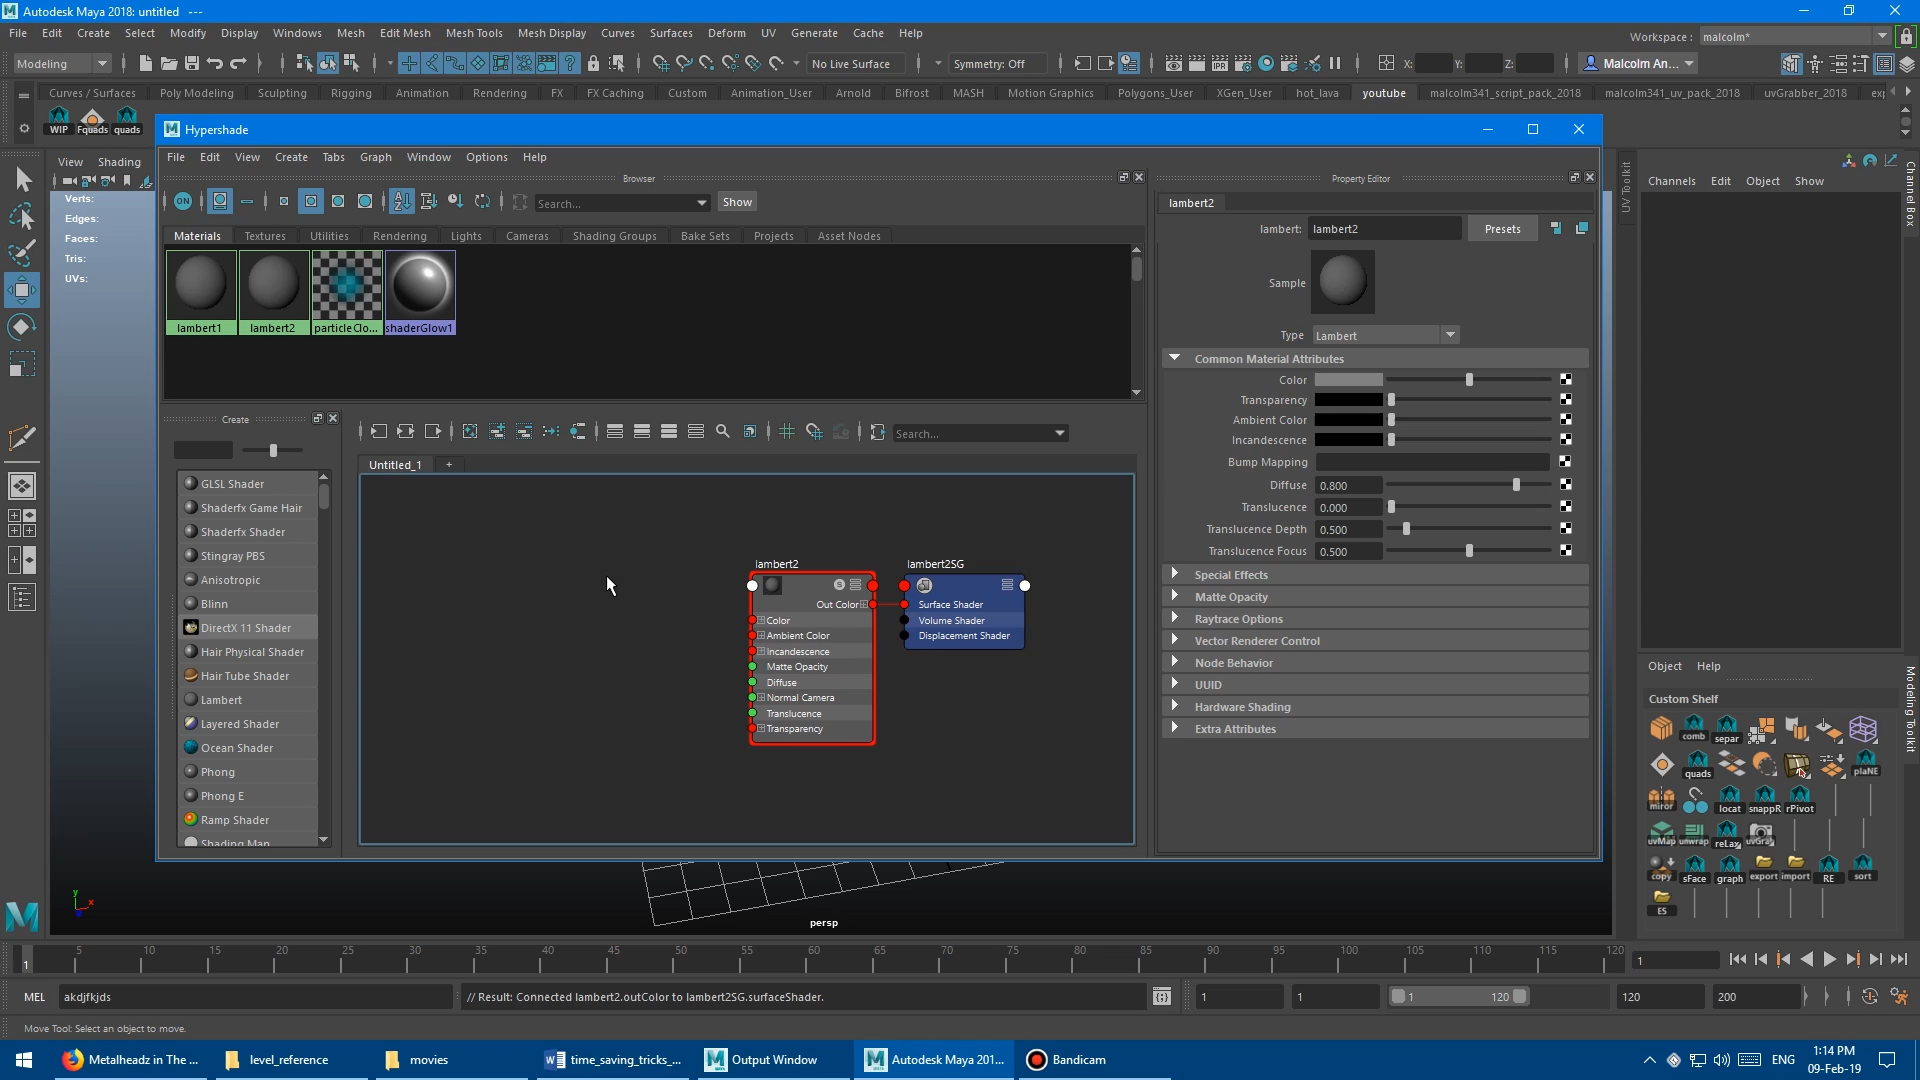 Autodesk Maya 2018: untitled   ---
File Edit Create Select Modify Display Windows Mesh Edit Mesh Mesh Tools Mesh Display Curves Surfaces Deform UV Generate Cache Help
Workspace : malcolm*
Modeling
No Live Surface
Symmetry: Off
IPR
X: Y: Z:
Malcolm An...
Curves / Surfaces Poly Modeling Sculpting Rigging Animation Rendering FX FX Caching Custom Animation_User Arnold Bifrost MASH Motion Graphics Polygons_User XGen_User hot_lava youtube malcolm341_script_pack_2018 malcolm341_uv_pack_2018 uvGrabber_2018
WIP Fquads quads
Hypershade
File Edit View Create Tabs Graph Window Options Help
View Shading
Verts:
Edges:
Faces:
Tris:
UVs:
Browser
ON
Search...
Show
Materials Textures Utilities Rendering Lights Cameras Shading Groups Bake Sets Projects Asset Nodes
lambert1 lambert2 particleClo... shaderGlow1
Create
GLSL Shader
Shaderfx Game Hair
Shaderfx Shader
Stingray PBS
Anisotropic
Blinn
DirectX 11 Shader
Hair Physical Shader
Hair Tube Shader
Lambert
Layered Shader
Ocean Shader
Phong
Phong E
Ramp Shader
Shading Map
Search...
Untitled_1 +
lambert2
Out Color
Color
Ambient Color
Incandescence
Matte Opacity
Diffuse
Normal Camera
Translucence
Transparency
lambert2SG
Surface Shader
Volume Shader
Displacement Shader
Property Editor
lambert2
lambert: lambert2
Presets
Sample
Type Lambert
Common Material Attributes
Color
Transparency
Ambient Color
Incandescence
Bump Mapping
Diffuse 0.800
Translucence 0.000
Translucence Depth 0.500
Translucence Focus 0.500
Special Effects
Matte Opacity
Raytrace Options
Vector Renderer Control
Node Behavior
UUID
Hardware Shading
Extra Attributes
UV Toolkit
Channels Edit Object Show
Channel Box
Modeling Toolkit
Object Help
Custom Shelf
comb separ
quads plaNE
miror locat snappR rPivot
uvMap unwrap reLax uvGra
copy sFace graph export import RE sort
ES
y
x
persp
5 10 15 20 25 30 35 40 45 50 55 60 65 70 75 80 85 90 95 100 105 110 115 120
1
1
MEL akdjfkjds
// Result: Connected lambert2.outColor to lambert2SG.surfaceShader.
1 1 1 120 120 200
Move Tool: Select an object to move.
Metalheadz in The ...
level_reference
movies
time_saving_tricks_...
Output Window
Autodesk Maya 201...
Bandicam
ENG
1:14 PM
09-Feb-19